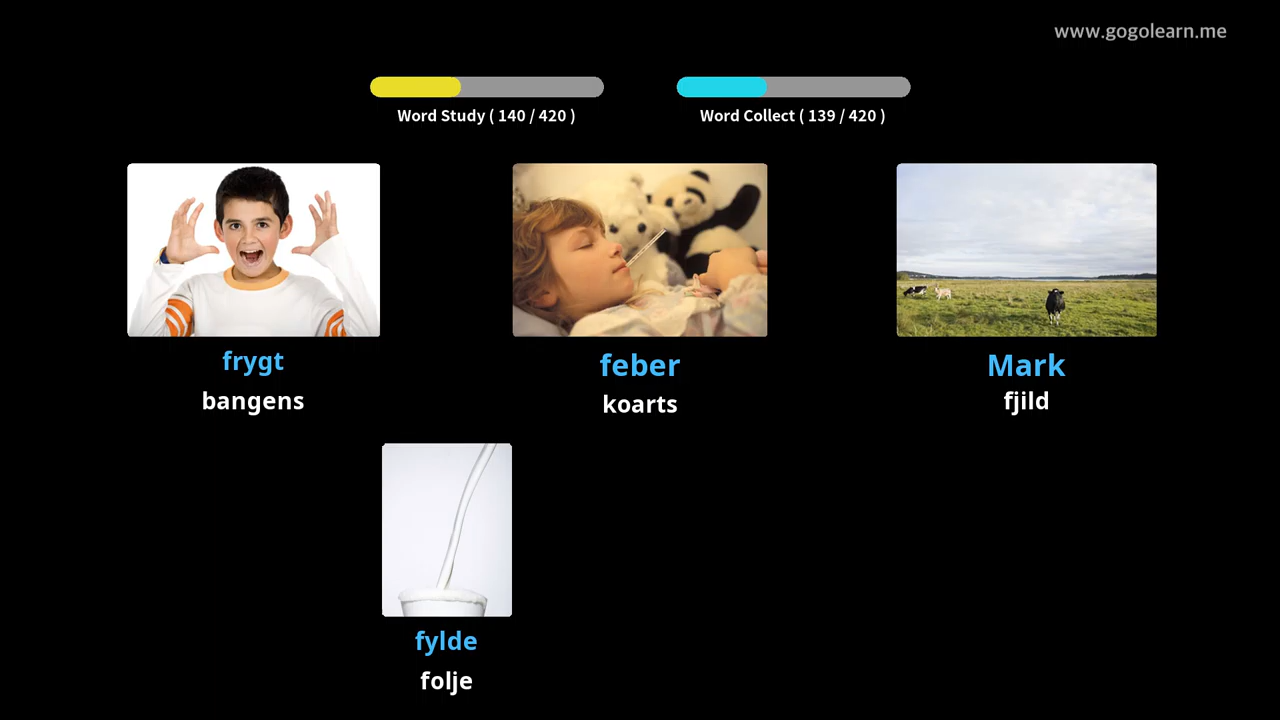 www.gogolearn.me
Word Study ( 140 / 420 )
Word Collect ( 139 / 420 )
frygt
bangens
feber
koarts
Mark
fjild
fylde
folje